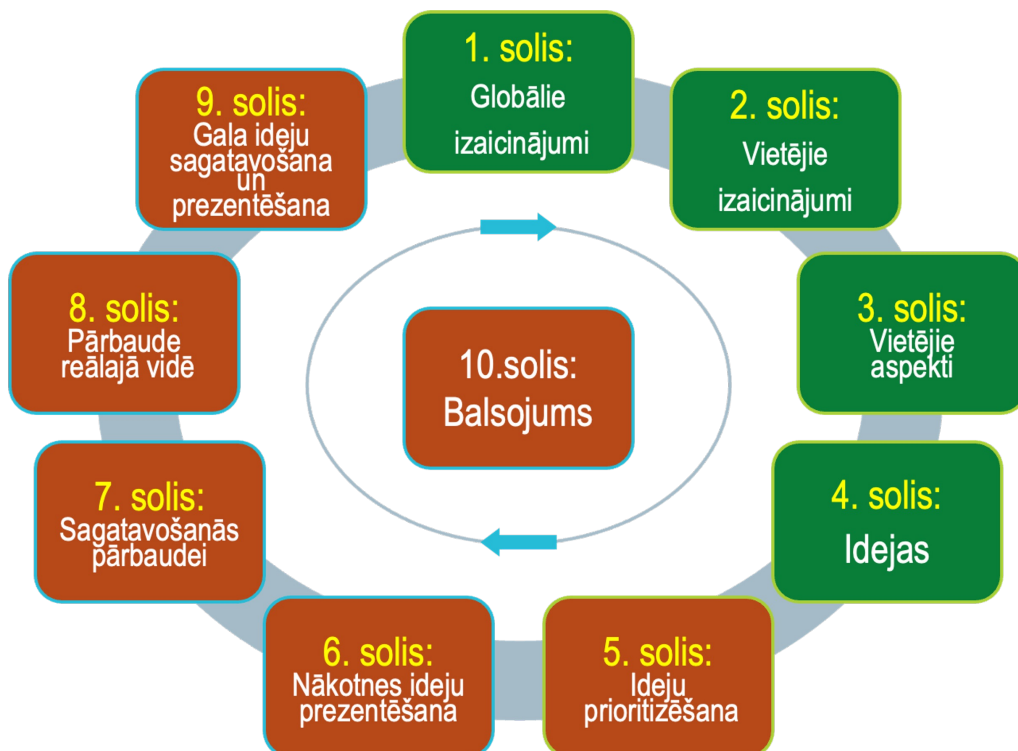 1. solis:
Globālie
izaicinājumi
2. solis:
Vietējie
izaicinājumi
3. solis:
Vietējie
aspekti
4. solis:
Idejas
5. solis:
Ideju
prioritizēšana
6. solis:
Nākotnes ideju
prezentēšana
7. solis:
Sagatavošanās
pārbaudei
8. solis:
Pārbaude
reālajā vidē
9. solis:
Gala ideju
sagatavošana
un
prezentēšana
10.solis:
Balsojums